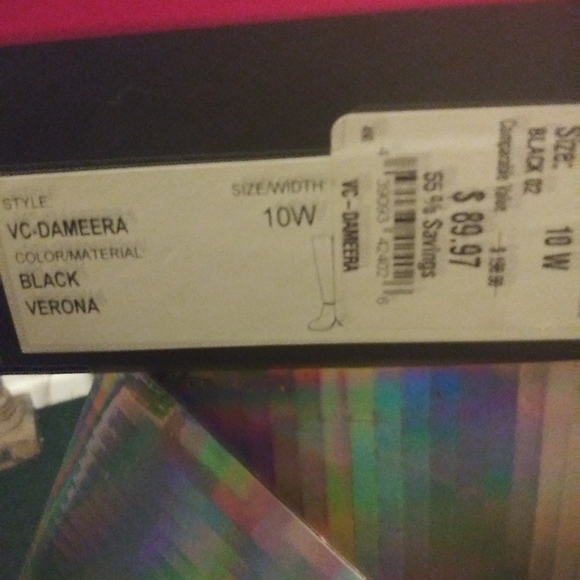 STYLE
VC-DAMEERA
COLOR/MATERIAL
BLACK
VERONA
SIZE/WIDTH
10W
Size: 10 W
BLACK 02
Comparable Value
$ 89.97
55 % Savings
VC - DAMEERA